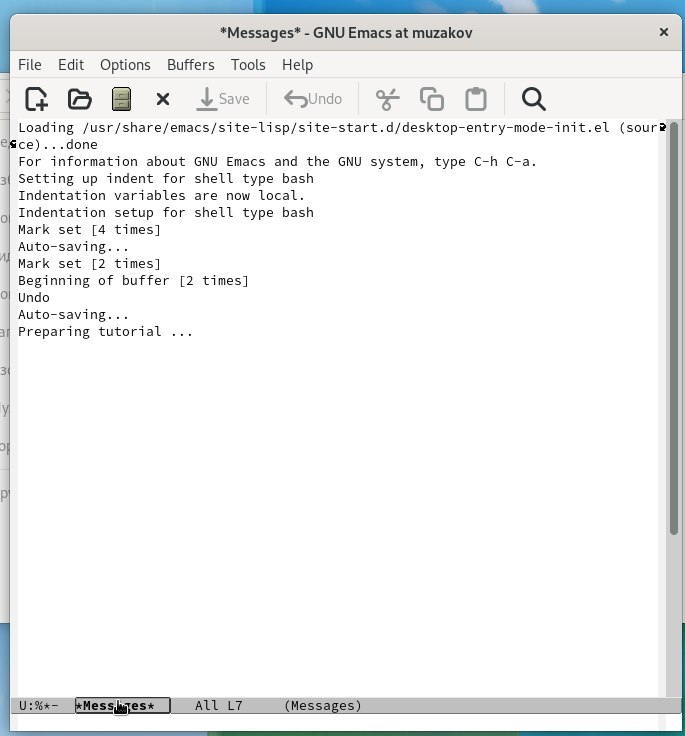 *Messages* - GNU Emacs at muzakov
File Edit Options Buffers Tools Help
Save Undo
Loading /usr/share/emacs/site-lisp/site-start.d/desktop-entry-mode-init.el (sour
ce)...done
For information about GNU Emacs and the GNU system, type C-h C-a.
Setting up indent for shell type bash
Indentation variables are now local.
Indentation setup for shell type bash
Mark set [4 times]
Auto-saving...
Mark set [2 times]
Beginning of buffer [2 times]
Undo
Auto-saving...
Preparing tutorial ...
U:%*- *Messages* All L7 (Messages)